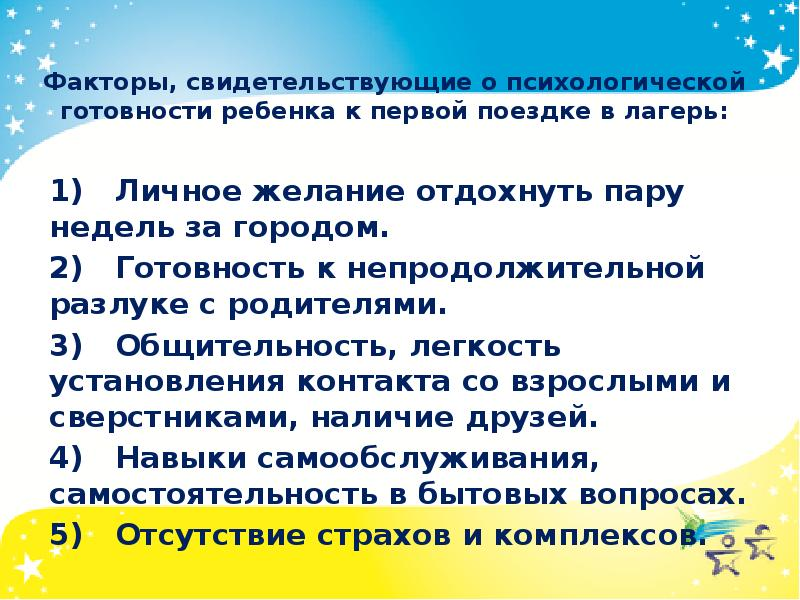 Факторы, свидетельствующие о психологической
готовности ребенка к первой поездке в лагерь:
1) Личное желание отдохнуть пару
недель за городом.
2) Готовность к непродолжительной
разлуке с родителями.
3) Общительность, легкость
установления контакта со взрослыми и
сверстниками, наличие друзей.
4) Навыки самообслуживания,
самостоятельность в бытовых вопросах.
5) Отсутствие страхов и комплексов.